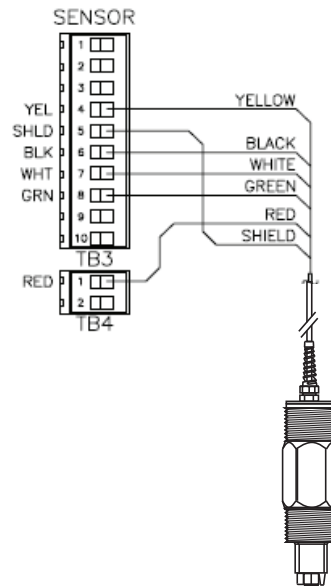 SENSOR
1
2
3
YEL 4 YELLOW
SHLD 5
BLK 6 BLACK
WHT 7 WHITE
GRN 8 GREEN
9 RED
10 SHIELD
TB3
RED 1
2
TB4